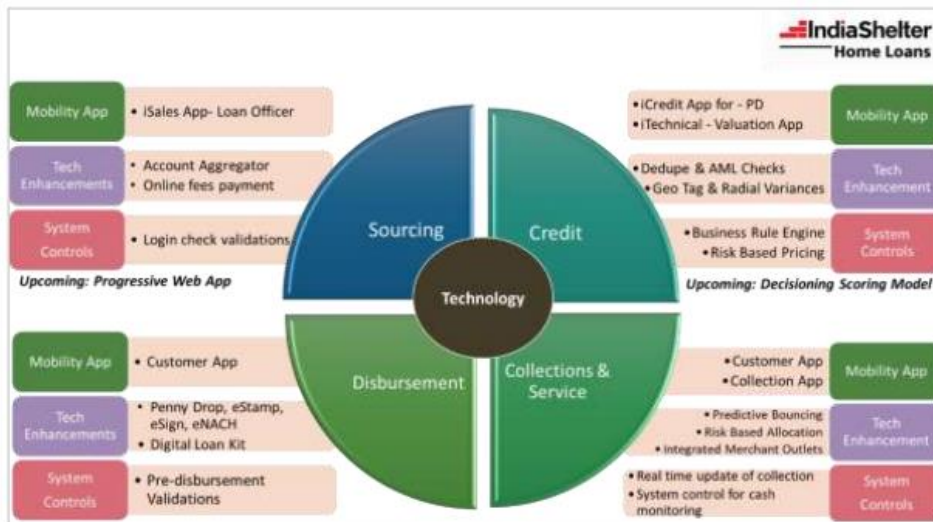 IndiaShelter
Home Loans
Mobility App
• iSales App- Loan Officer
Tech
Enhancements
• Account Aggregator
• Online fees payment
System
Controls
• Login check validations
Upcoming: Progressive Web App
Sourcing
Credit
•iCredit App for - PD
•iTechnical - Valuation App
Mobility App
•Dedupe & AML Checks
•Geo Tag & Radial Variances
Tech
Enhancement
•Business Rule Engine
•Risk Based Pricing
System
Controls
Upcoming: Decisioning Scoring Model
Technology
Mobility App
• Customer App
Tech
Enhancements
• Penny Drop, eStamp,
eSign, eNACH
• Digital Loan Kit
System
Controls
• Pre-disbursement
Validations
Disbursement
Collections &
Service
•Customer App
•Collection App
Mobility App
•Predictive Bouncing
•Risk Based Allocation
•Integrated Merchant Outlets
Tech
Enhancement
•Real time update of collection
•System control for cash
monitoring
System
Controls